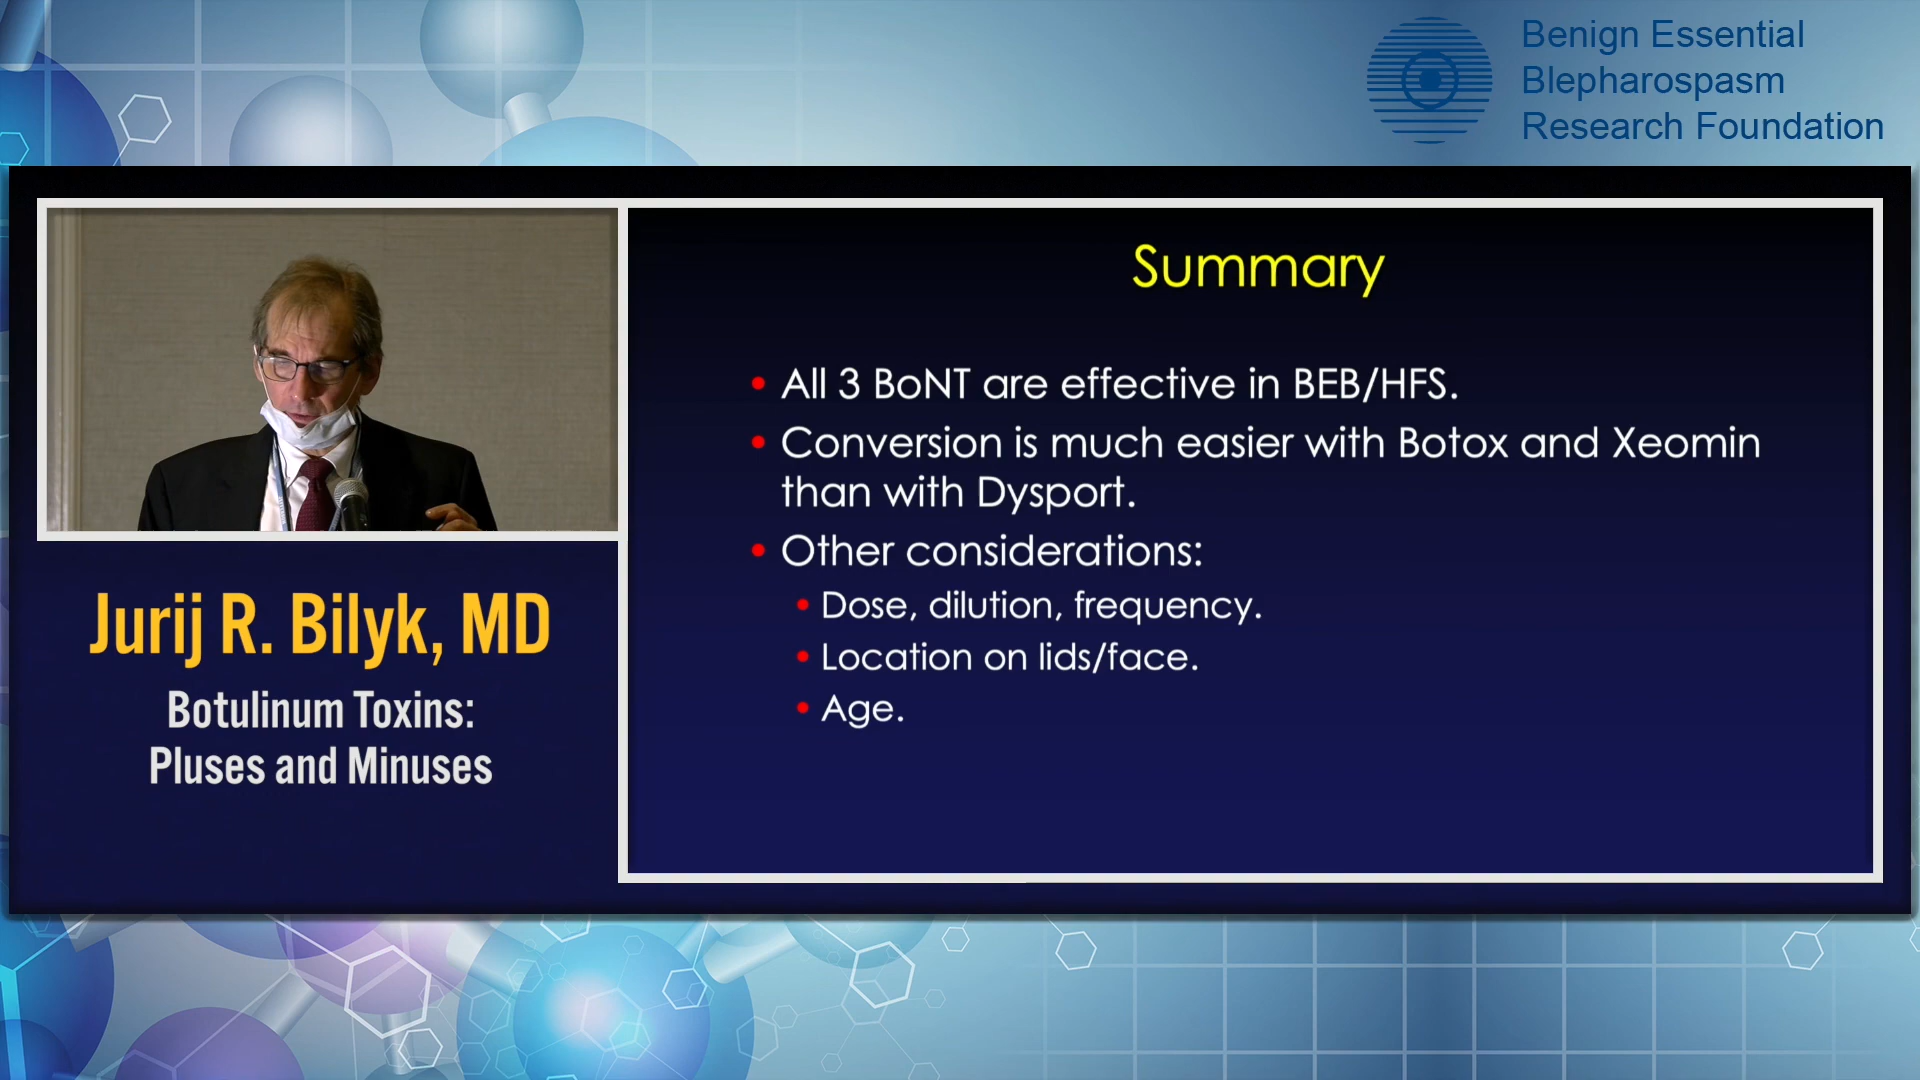 Benign Essential
Blepharospasm
Research Foundation
Summary
• All 3 BoNT are effective in BEB/HFS.
• Conversion is much easier with Botox and Xeomin
than with Dysport.
• Other considerations:
• Dose, dilution, frequency.
• Location on lids/face.
• Age.
Jurij R. Bilyk, MD
Botulinum Toxins:
Pluses and Minuses